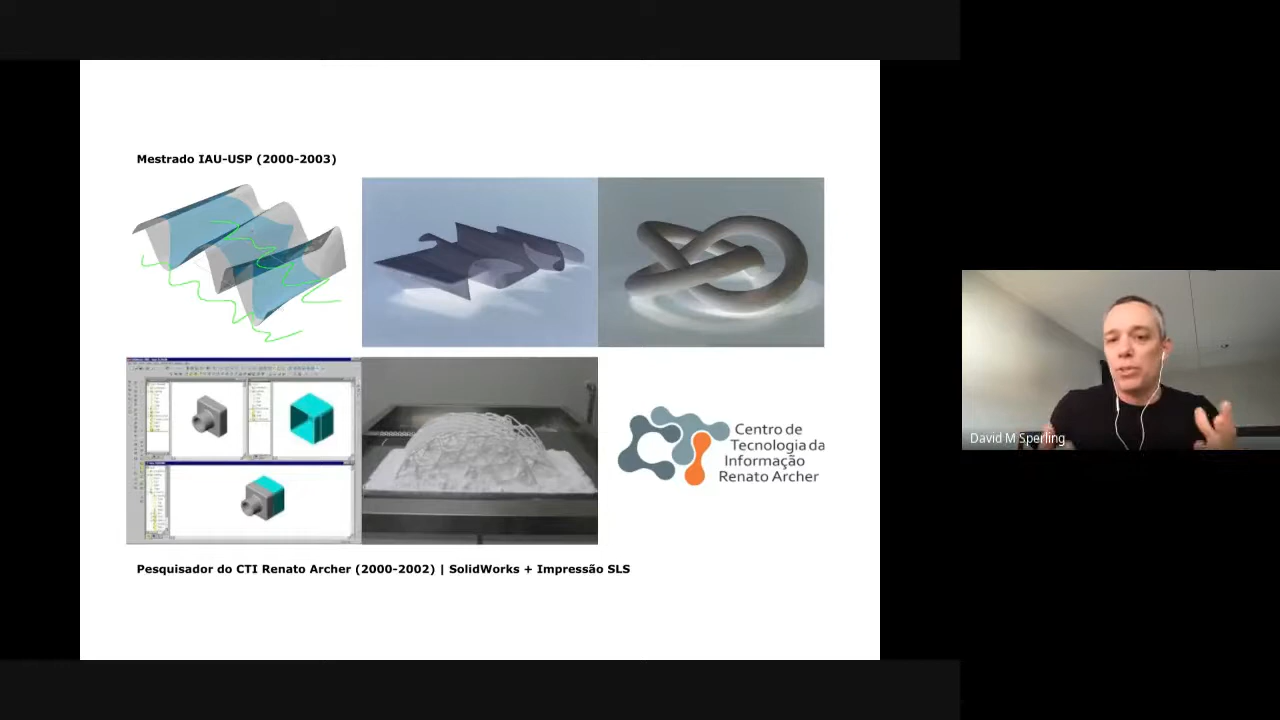 Mestrado IAU-USP (2000-2003)
Centro de
Tecnologia da
Informação
Renato Archer
David M Sperling
Pesquisador do CTI Renato Archer (2000-2002) | SolidWorks + Impressão SLS